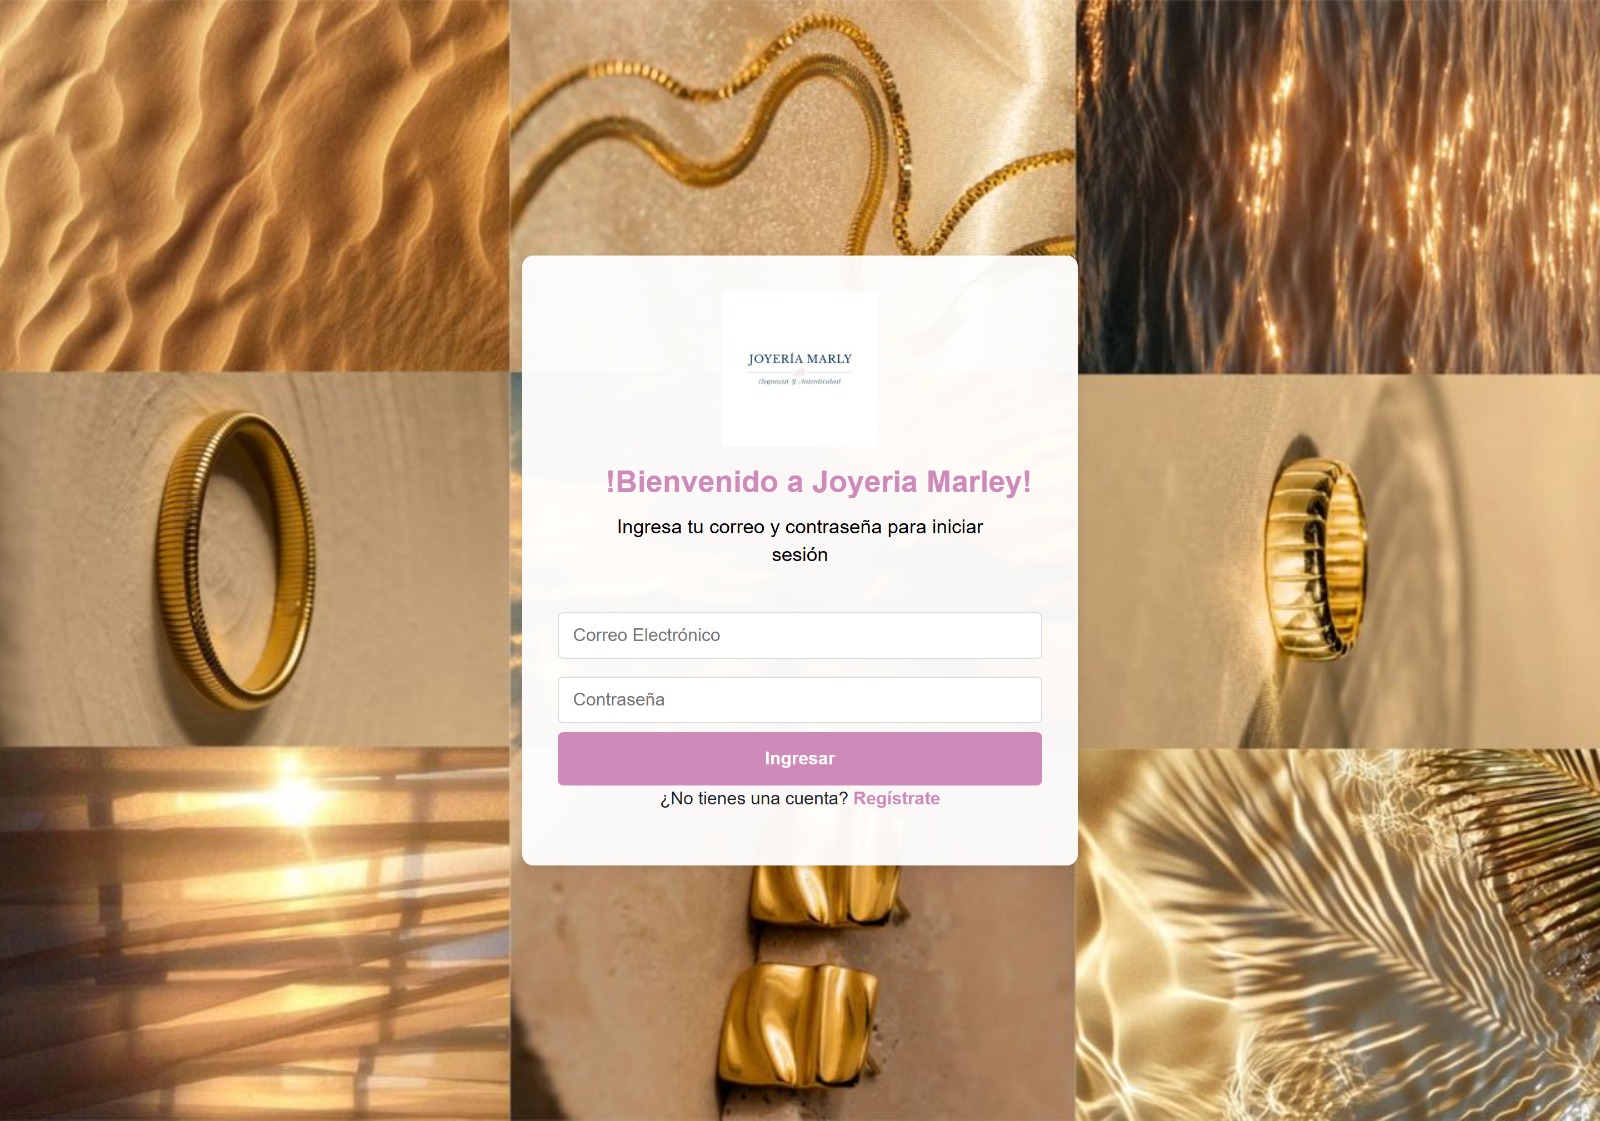 JOYERÍA MARLY
Elegancia y Autenticidad
!Bienvenido a Joyeria Marley!
Ingresa tu correo y contraseña para iniciar
sesión
Correo Electrónico
Contraseña
Ingresar
¿No tienes una cuenta? Regístrate